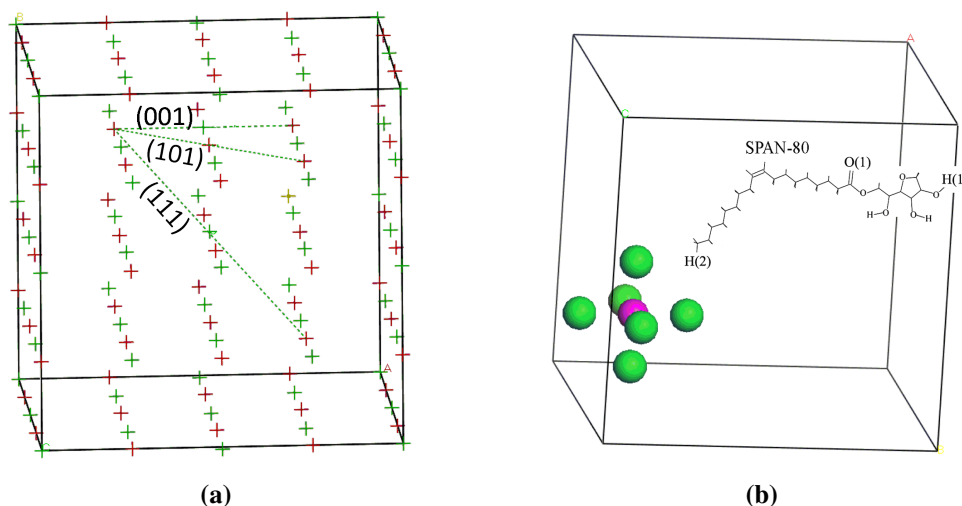 B
(001)
(101)
(111)
A
C
(a)
A
C
SPAN-80
O(1)
O
H(1
O
H
O
O
H
H(2)
B
(b)